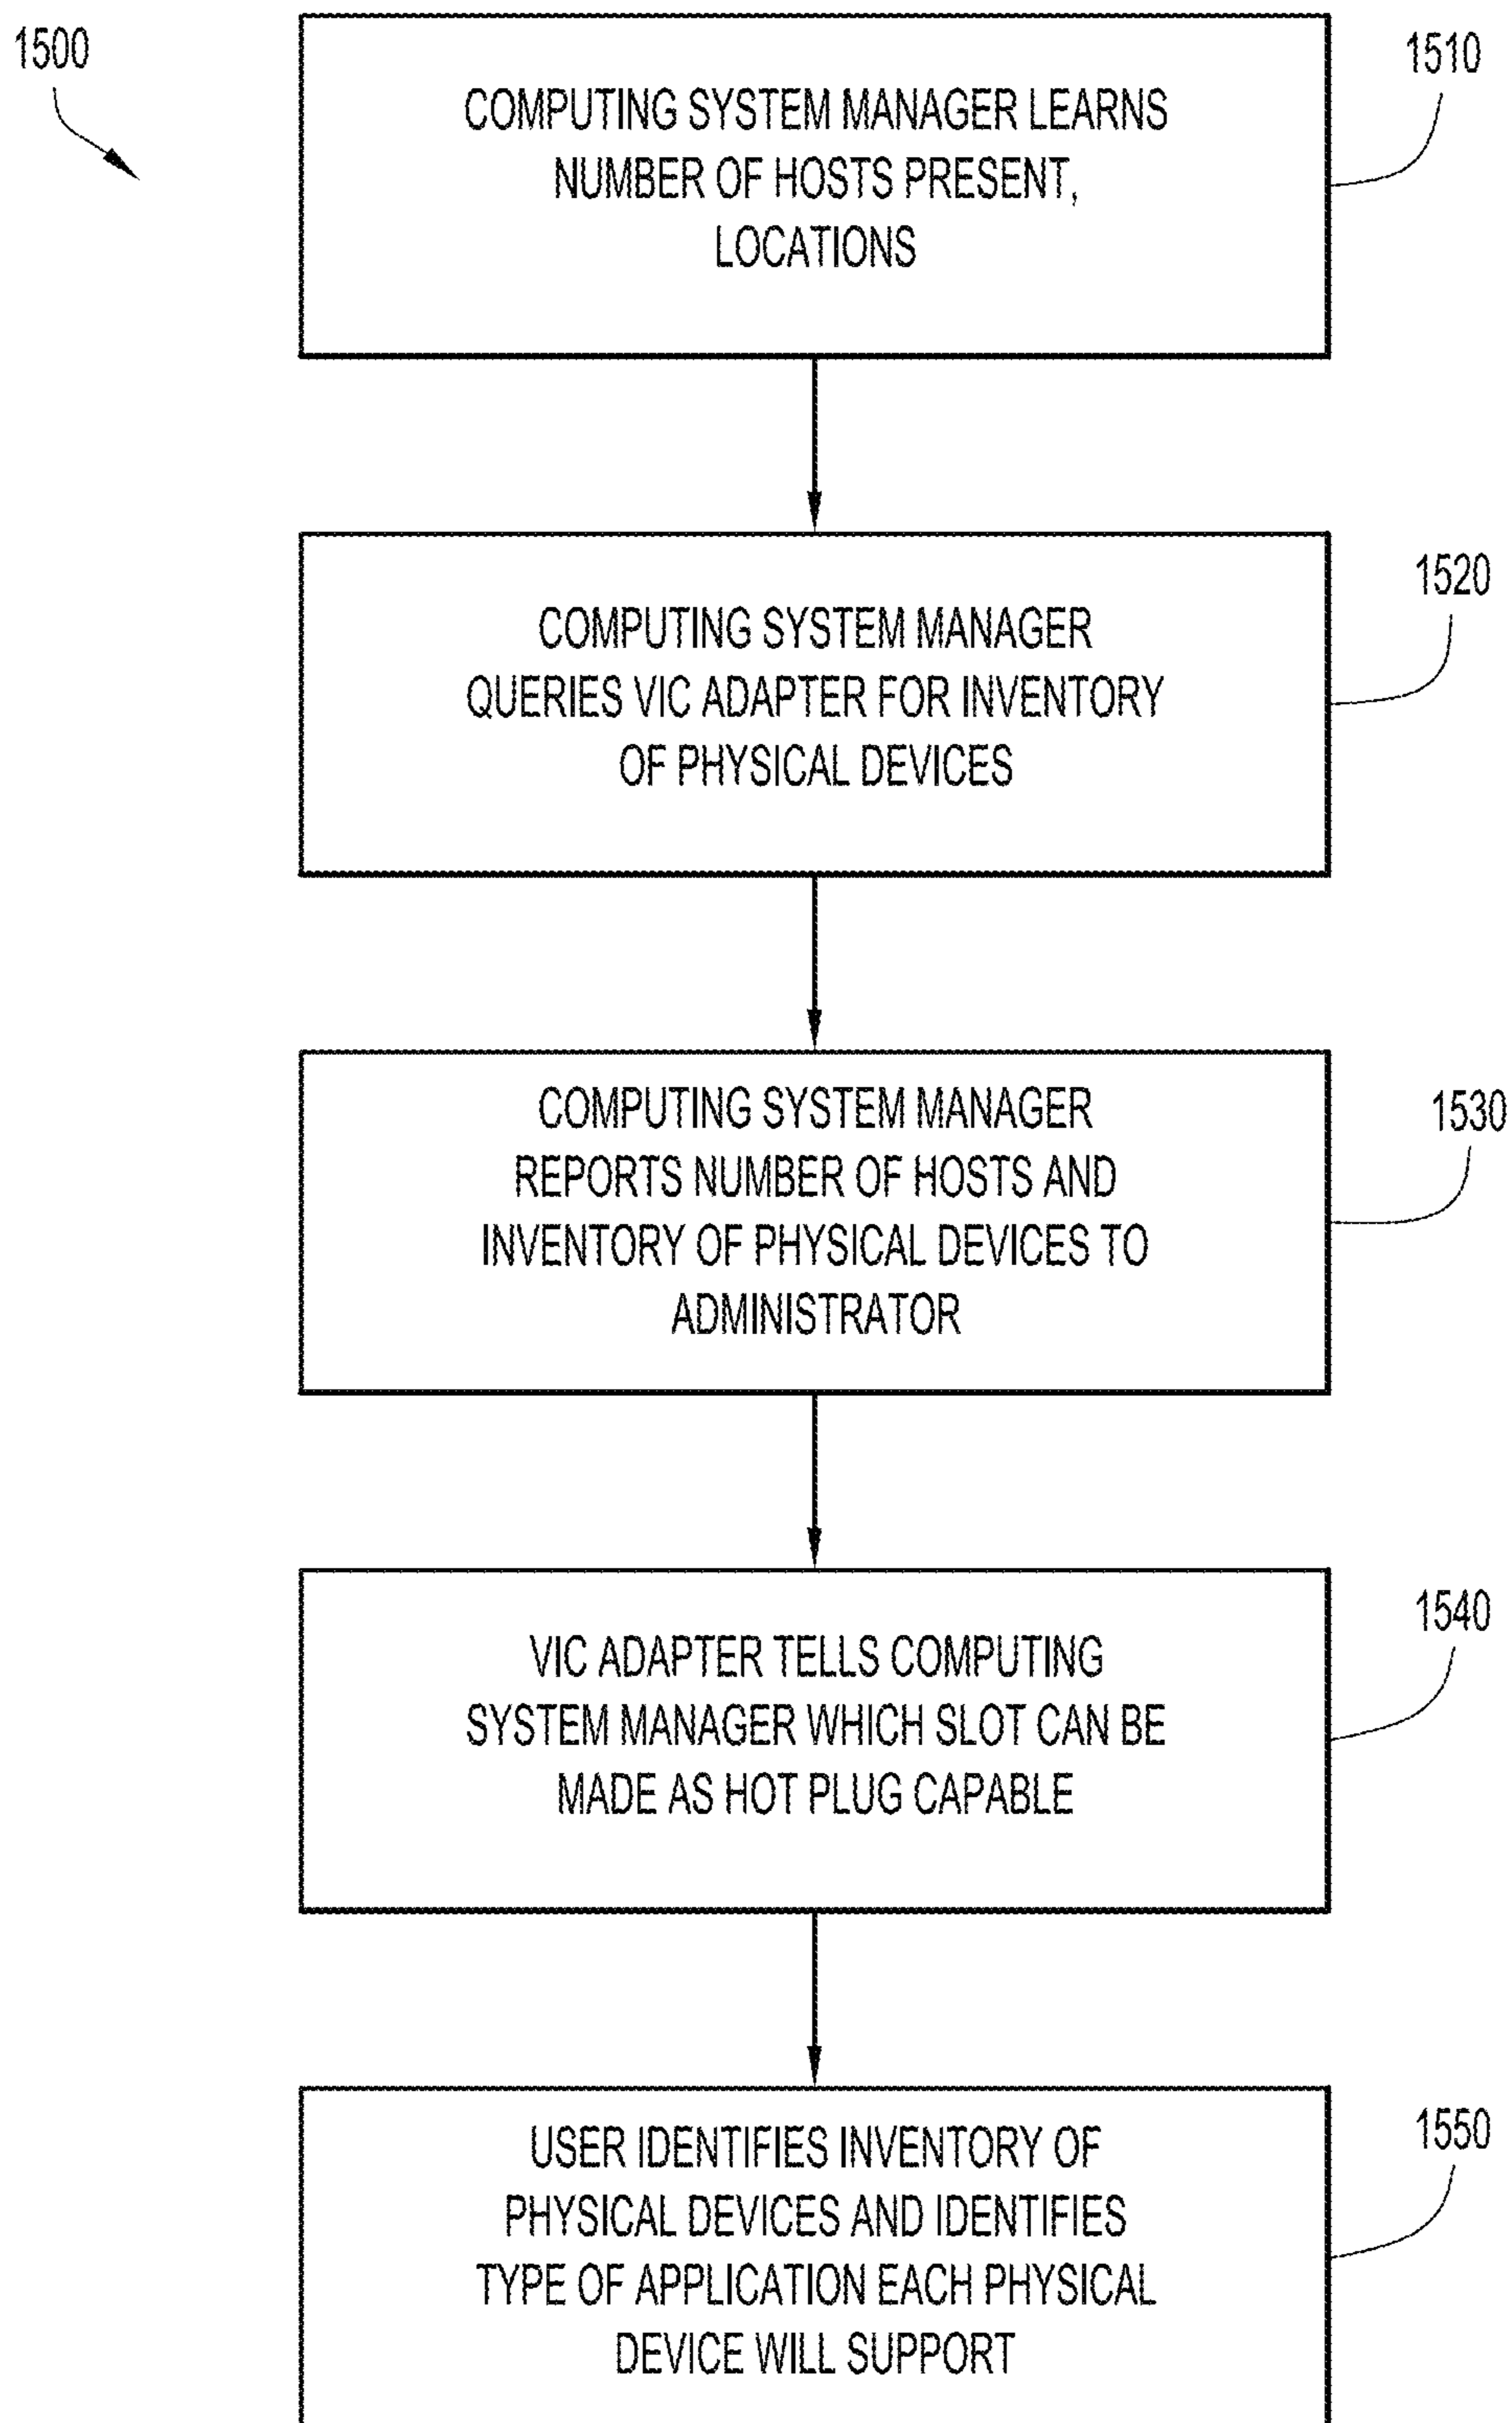 1500
1510
COMPUTING SYSTEM MANAGER LEARNS
NUMBER OF HOSTS PRESENT,
LOCATIONS
1520
COMPUTING SYSTEM MANAGER
QUERIES VIC ADAPTER FOR INVENTORY
OF PHYSICAL DEVICES
1530
COMPUTING SYSTEM MANAGER
REPORTS NUMBER OF HOSTS AND
INVENTORY OF PHYSICAL DEVICES TO
ADMINISTRATOR
1540
VIC ADAPTER TELLS COMPUTING
SYSTEM MANAGER WHICH SLOT CAN BE
MADE AS HOT PLUG CAPABLE
1550
USER IDENTIFIES INVENTORY OF
PHYSICAL DEVICES AND IDENTIFIES
TYPE OF APPLICATION EACH PHYSICAL
DEVICE WILL SUPPORT